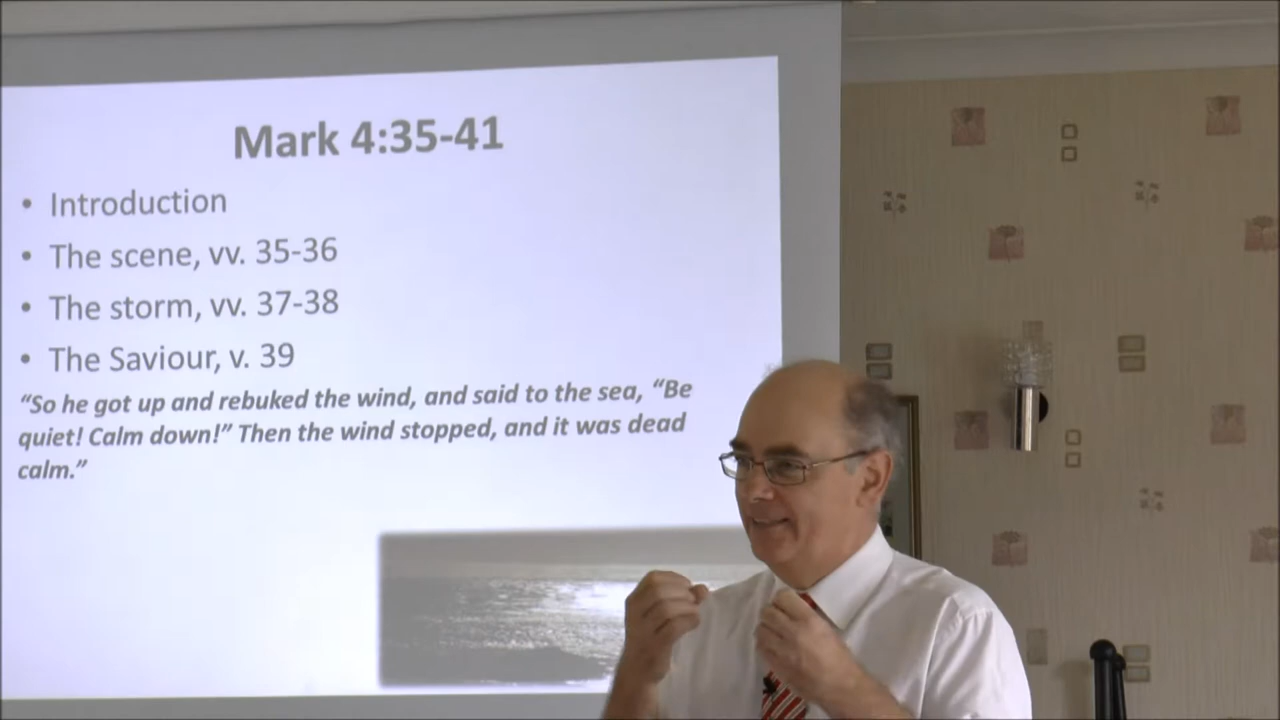 Mark 4:35-41
• Introduction
• The scene, vv. 35-36
• The storm, vv. 37-38
• The Saviour, v. 39
“So he got up and rebuked the wind, and said to the sea, “Be
quiet! Calm down!” Then the wind stopped, and it was dead
calm.”